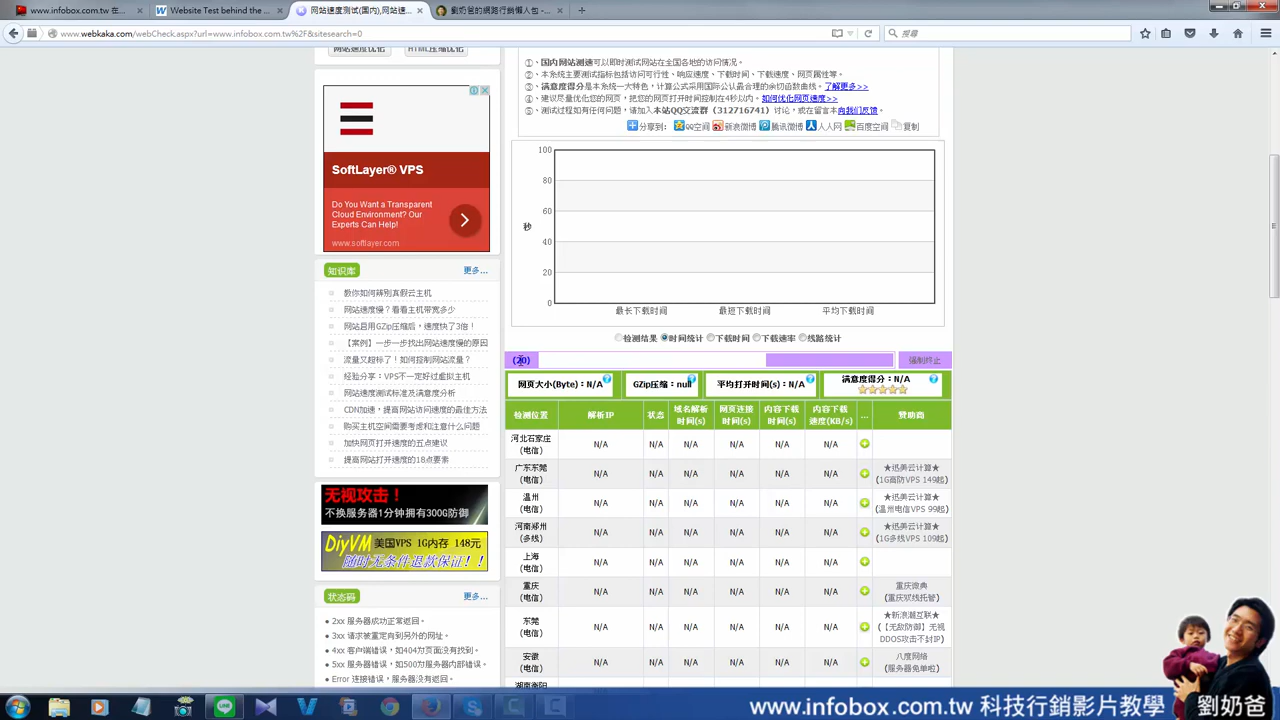 www.infobox.com.tw 在...
Website Test behind the ...
网站速度测试(国内),网站速...
劉奶爸的網路行銷懶人包 - ...
www.webkaka.com/webCheck.aspx?url=www.infobox.com.tw%2F&sitesearch=0
搜尋
网站速度优化
HTML压缩优化
SoftLayer® VPS
Do You Want a Transparent
Cloud Environment? Our
Experts Can Help!
www.softlayer.com
知识库
更多...
教你如何辨别真假云主机
网站速度慢？看看主机带宽多少
网站启用GZip压缩后，速度快了3倍！
【案例】一步一步找出网站速度慢的原因
流量又超标了！如何控制网站流量？
经验分享：VPS不一定好过虚拟主机
网站速度测试标准及满意度分析
CDN加速，提高网站访问速度的最佳方法
购买主机空间需要考虑和注意什么问题
加快网页打开速度的五点建议
提高网站打开速度的18点要素
无视攻击！
不换服务器1分钟拥有300G防御
DiyVM 美国VPS 1G内存 148元
随时无条件退款保证！！
状态码
更多...
• 2xx 服务器成功正常返回。
• 3xx 请求被重定向到另外的网址。
• 4xx 客户端错误，如404为页面没有找到。
• 5xx 服务器错误，如500为服务器内部错误。
• Error 连接错误，服务器没有返回。
①、国内网站测速可以即时测试网站在全国各地的访问情况。
②、本系统主要测试指标包括访问可行性、响应速度、下载时间、下载速度、网页属性等。
③、满意度得分是本系统一大特色，计算公式采用国际公认最合理的余切函数曲线。了解更多>>
④、建议尽量优化您的网页，把您的网页打开时间控制在4秒以内。如何优化网页速度>>
⑤、测试过程如有任何问题，请加入本站QQ交流群（312716741）讨论，或在留言本向我们反馈。
分享到： QQ空间 新浪微博 腾讯微博 人人网 百度空间 复制
100
80
60
秒
40
20
0
最长下载时间 最短下载时间 平均下载时间
检测结果 时间统计 下载时间 下载速率 线路统计
(20)
强制终止
网页大小(Byte)：N/A GZip压缩：null 平均打开时间(s)：N/A 满意度得分：N/A
检测位置 解析IP 状态 域名解析时间(s) 网页连接时间(s) 内容下载时间(s) 内容下载速度(KB/s) ... 赞助商
河北石家庄(电信) N/A N/A N/A N/A N/A N/A
广东东莞(电信) N/A N/A N/A N/A N/A N/A ★迅美云计算★(1G高防VPS 149起)
温州(电信) N/A N/A N/A N/A N/A N/A ★迅美云计算★(温州电信VPS 99起)
河南郑州(多线) N/A N/A N/A N/A N/A N/A ★迅美云计算★(1G多线VPS 109起)
上海(电信) N/A N/A N/A N/A N/A N/A
重庆(电信) N/A N/A N/A N/A N/A N/A 重庆微典(重庆双线托管)
东莞(电信) N/A N/A N/A N/A N/A N/A ★新浪潮互联★(【无敌防御】无视DDOS攻击不封IP)
安徽(电信) N/A N/A N/A N/A N/A N/A 八度网络(服务器免单啦)
湖南衡阳
www.infobox.com.tw 科技行銷影片教學
劉奶爸